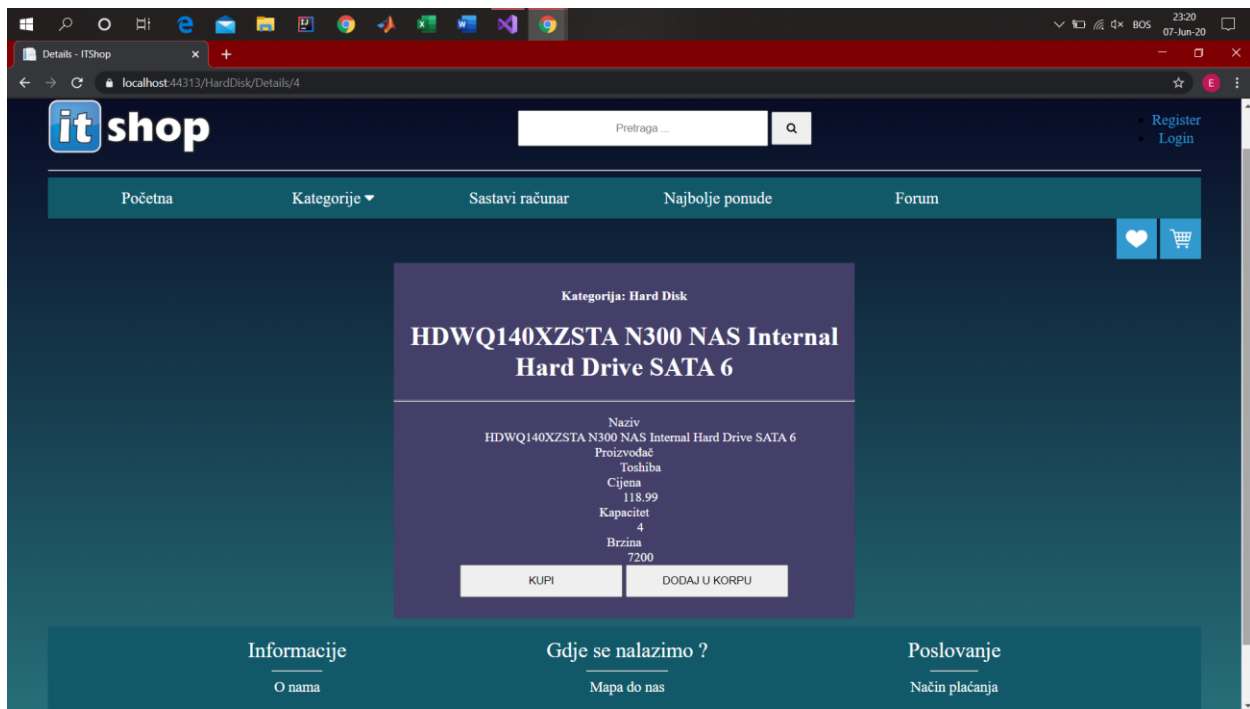 BOS
23:20
07-Jun-20
Details - ITShop
localhost:44313/HardDisk/Details/4
E
it shop
Pretraga ...
Register
Login
Početna
Kategorije
Sastavi računar
Najbolje ponude
Forum
Kategorija: Hard Disk
HDWQ140XZSTA N300 NAS Internal
Hard Drive SATA 6
Naziv
HDWQ140XZSTA N300 NAS Internal Hard Drive SATA 6
Proizvođač
Toshiba
Cijena
118.99
Kapacitet
4
Brzina
7200
KUPI
DODAJ U KORPU
Informacije
Gdje se nalazimo ?
Poslovanje
O nama
Mapa do nas
Način plaćanja